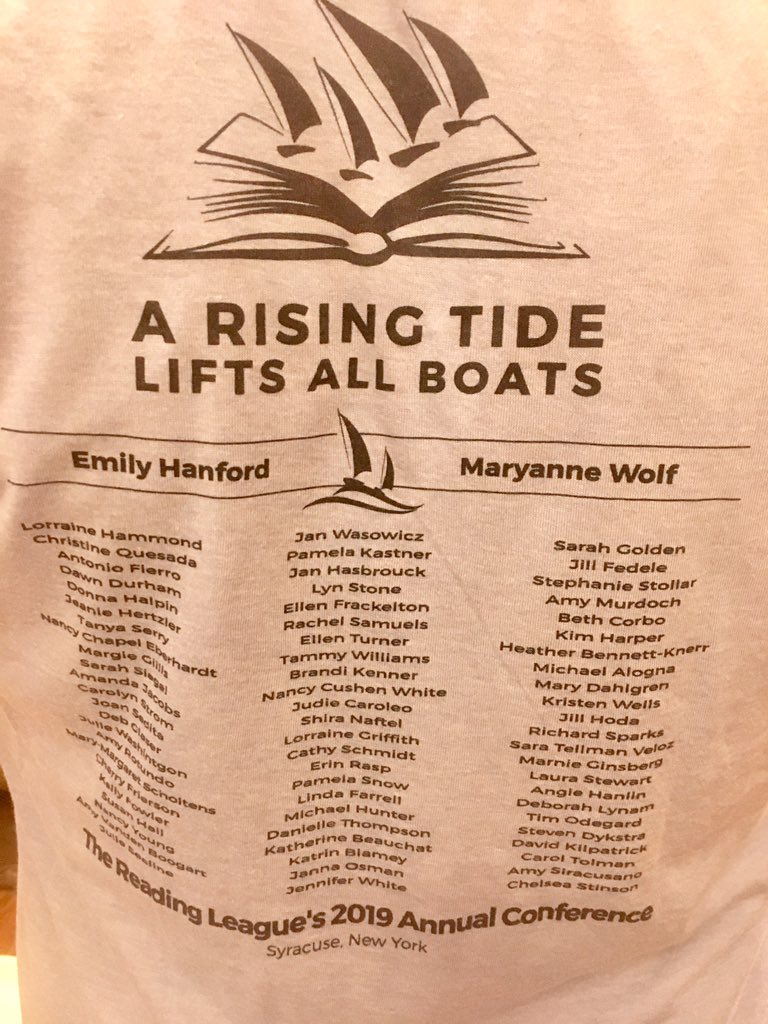 A RISING TIDE
LIFTS ALL BOATS
Emily Hanford
Maryanne Wolf
Lorraine Hammond
Christine Quesada
Antonio Fierro
Dawn Durham
Donna Halpin
Jeanie Hertzler
Tanya Serry
Nancy Chapel Eberhardt
Margie Gillis
Sarah Siegel
Amanda Jacobs
Carolyn Strom
Joan Sedita
Deb Glaser
Julie Washington
Amy Rotundo
Mary-Margaret Scholtens
Cherry Frierson
Kelly Fowler
Susan Hall
Nancy Young
Amy Vanden Boogart
Julie
Jan Wasowicz
Pamela Kastner
Jan Hasbrouck
Lyn Stone
Ellen Frackelton
Rachel Samuels
Ellen Turner
Tammy Williams
Brandi Kenner
Nancy Cushen White
Judie Caroleo
Shira Naftel
Lorraine Griffith
Cathy Schmidt
Erin Rasp
Pamela Snow
Linda Farrell
Michael Hunter
Danielle Thompson
Katherine Beauchat
Katrin Blamey
Janna Osman
Jennifer White
Sarah Golden
Jill Fedele
Stephanie Stollar
Amy Murdoch
Beth Corbo
Kim Harper
Heather Bennett-Knerr
Michael Alogna
Mary Dahlgren
Kristen Wells
Jill Hoda
Richard Sparks
Sara Tellman Veloz
Marnie Ginsberg
Laura Stewart
Angie Hanlin
Deborah Lynam
Tim Odegard
Steven Dykstra
David Kilpatrick
Carol Tolman
Amy Siracusano
Chelsea Stinson
The Reading League's 2019 Annual Conference
Syracuse, New York